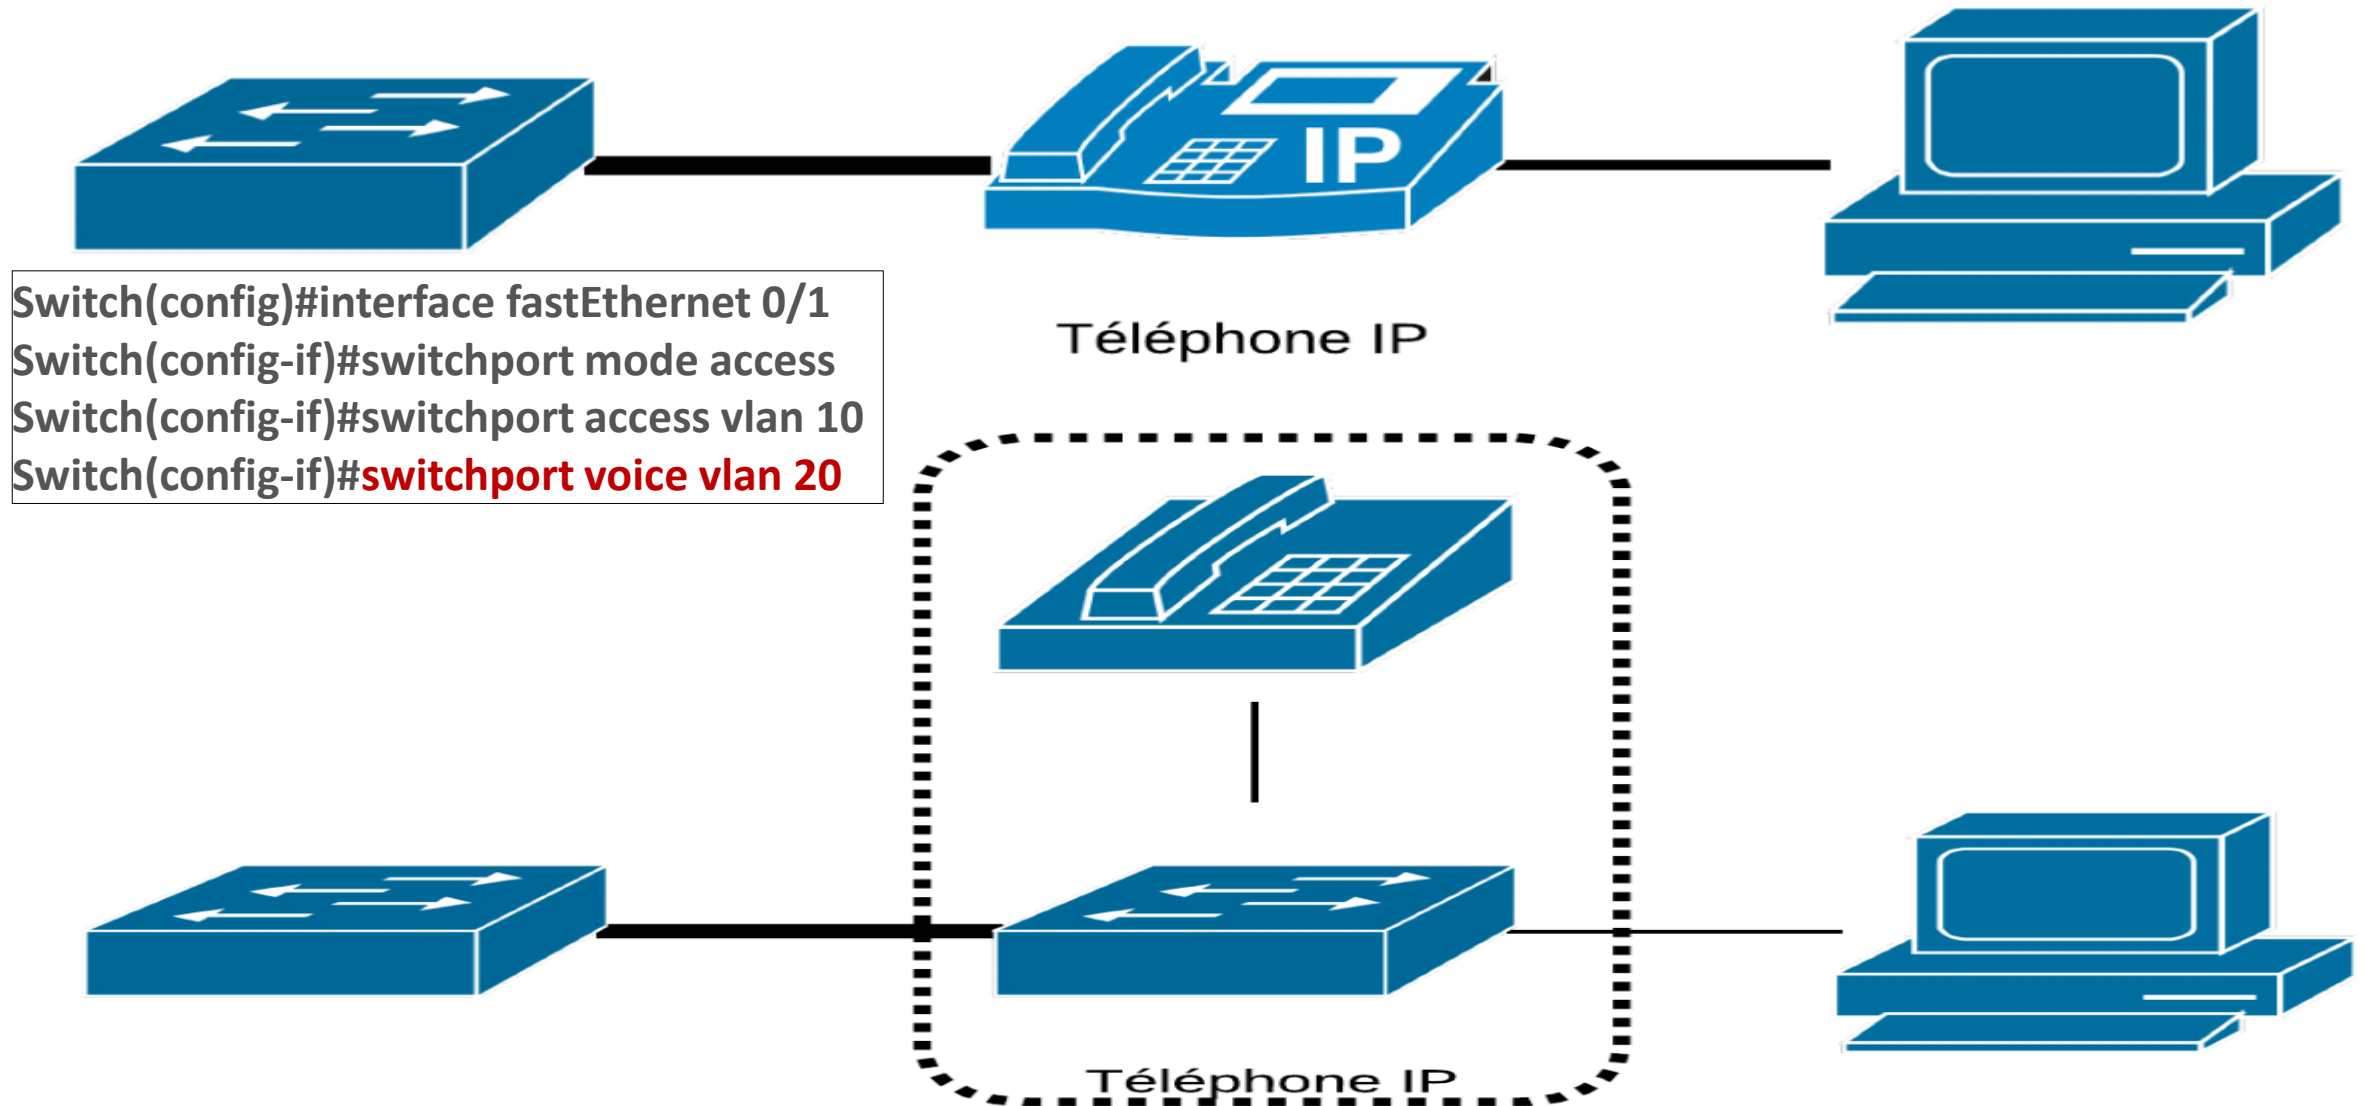 IP
Switch(config)#interface fastEthernet 0/1
Switch(config-if)#switchport mode access
Switch(config-if)#switchport access vlan 10
Switch(config-if)#switchport voice vlan 20
Téléphone IP
Téléphone IP